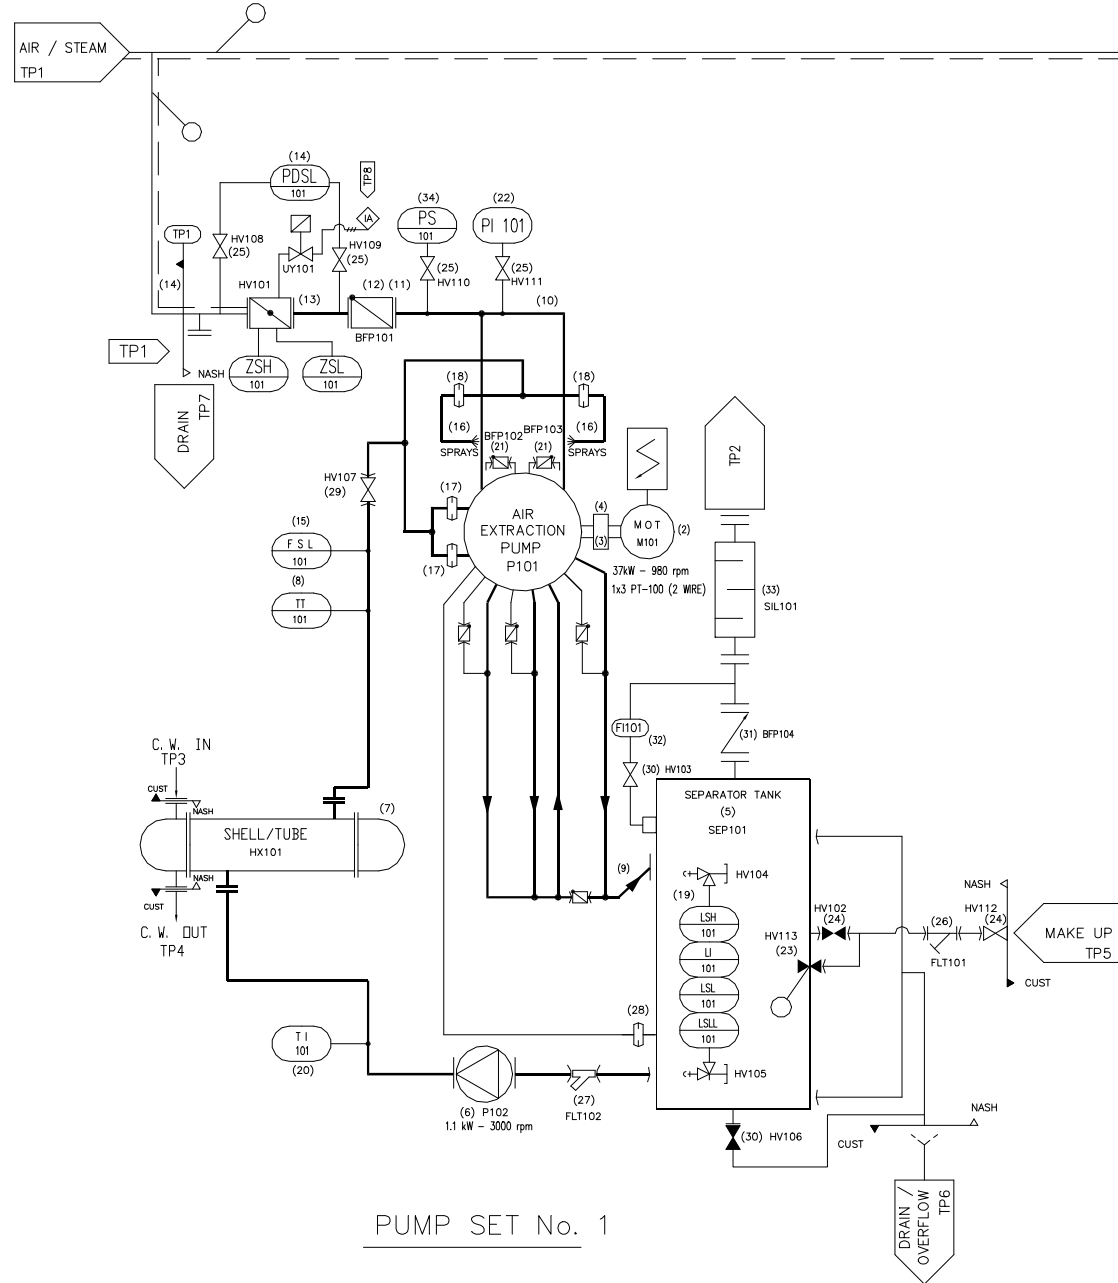 AIR / STEAM
TP1
(14)
PDSL
101
TP8
IA
(34)
PS
101
(22)
PI 101
TP1
HV108
(25)
UY101
HV109
(25)
(25)
HV110
(25)
HV111
(14)
HV101
(13)
(12) (11)
BFP101
(10)
TP1
NASH
ZSH
101
ZSL
101
DRAIN
TP7
(18)
(18)
(16)
BFP102
(21)
BFP103
(21)
(16)
SPRAYS
SPRAYS
TP2
HV107
(29)
(17)
(17)
AIR
EXTRACTION
PUMP
P101
(4)
(3)
MOT
M101
(2)
37kW - 980 rpm
1x3 PT-100 (2 WIRE)
(15)
FSL
101
(8)
TT
101
(33)
SIL101
FI101
(32)
(31) BFP104
(30) HV103
C.W. IN
TP3
CUST
NASH
(7)
SHELL/TUBE
HX101
NASH
CUST
C.W. OUT
TP4
SEPARATOR TANK
(5)
SEP101
(9)
HV104
(19)
LSH
101
LI
101
LSL
101
LSLL
101
HV105
HV102
(24)
HV113
(23)
(26)
FLT101
HV112
(24)
NASH
CUST
MAKE UP
TP5
(28)
TI
101
(20)
(6) P102
1.1 kW - 3000 rpm
(27)
FLT102
(30) HV106
CUST
NASH
DRAIN /
OVERFLOW
TP6
PUMP SET No. 1